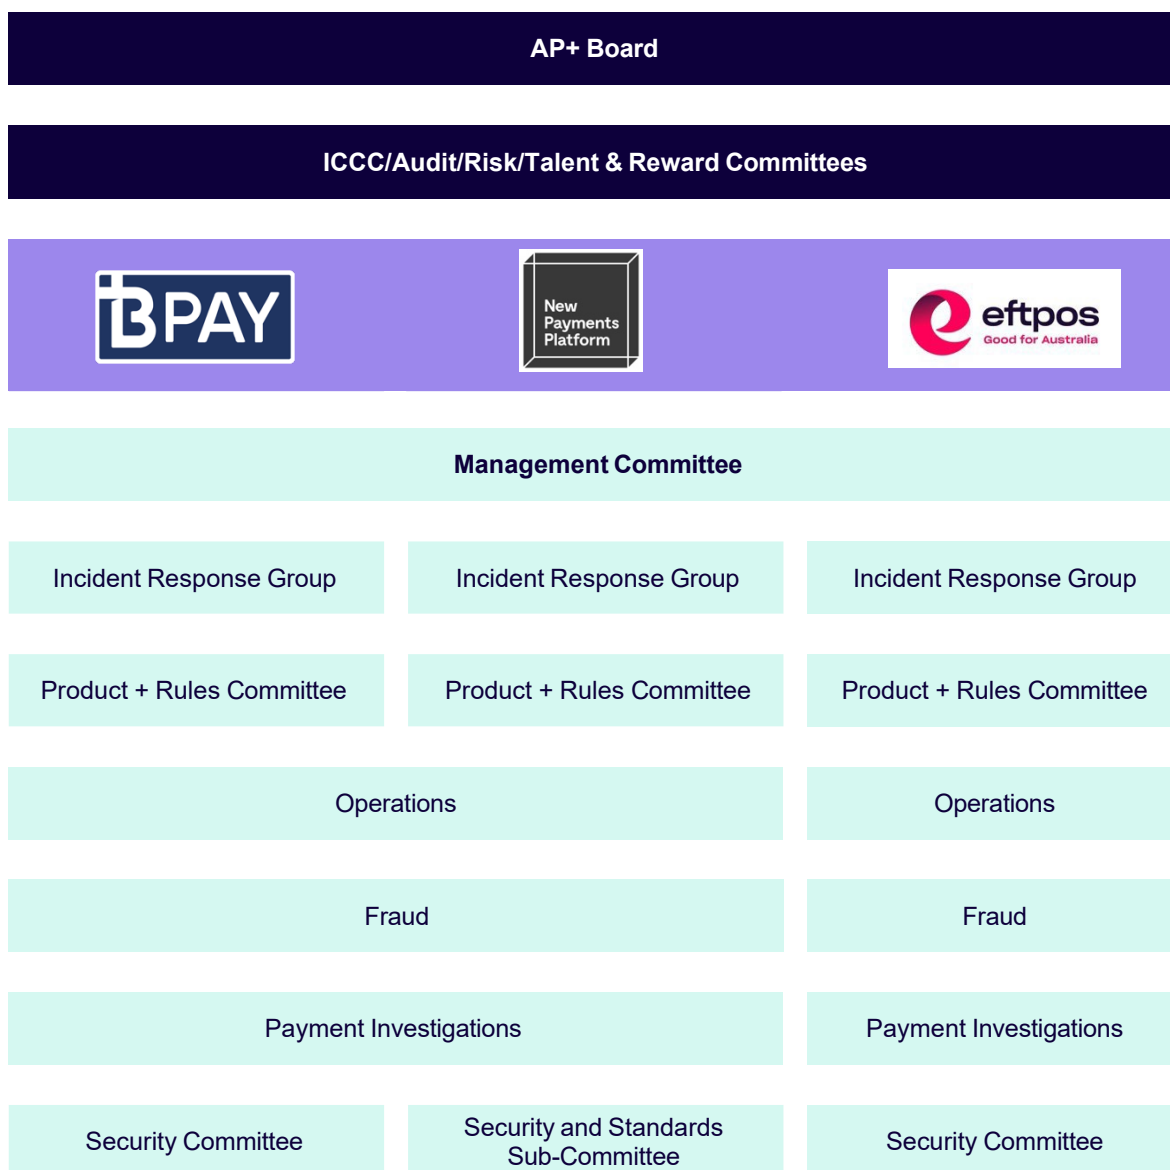 AP+ Board
ICCC/Audit/Risk/Talent & Reward Committees
BPAY
New
Payments
Platform
eftpos
Good for Australia
Management Committee
Incident Response Group
Incident Response Group
Incident Response Group
Product + Rules Committee
Product + Rules Committee
Product + Rules Committee
Operations
Operations
Fraud
Fraud
Payment Investigations
Payment Investigations
Security Committee
Security and Standards
Sub-Committee
Security Committee